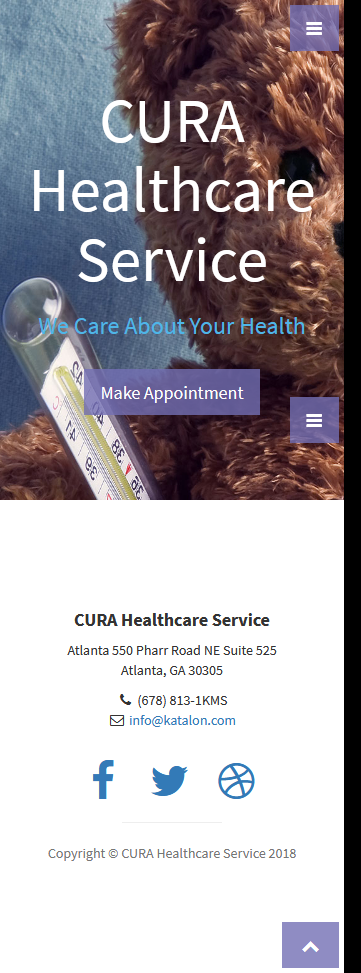 CURA
Healthcare
Service
We Care About Your Health
Make Appointment
CURA Healthcare Service
Atlanta 550 Pharr Road NE Suite 525
Atlanta, GA 30305
(678) 813-1KMS
info@katalon.com
Copyright © CURA Healthcare Service 2018